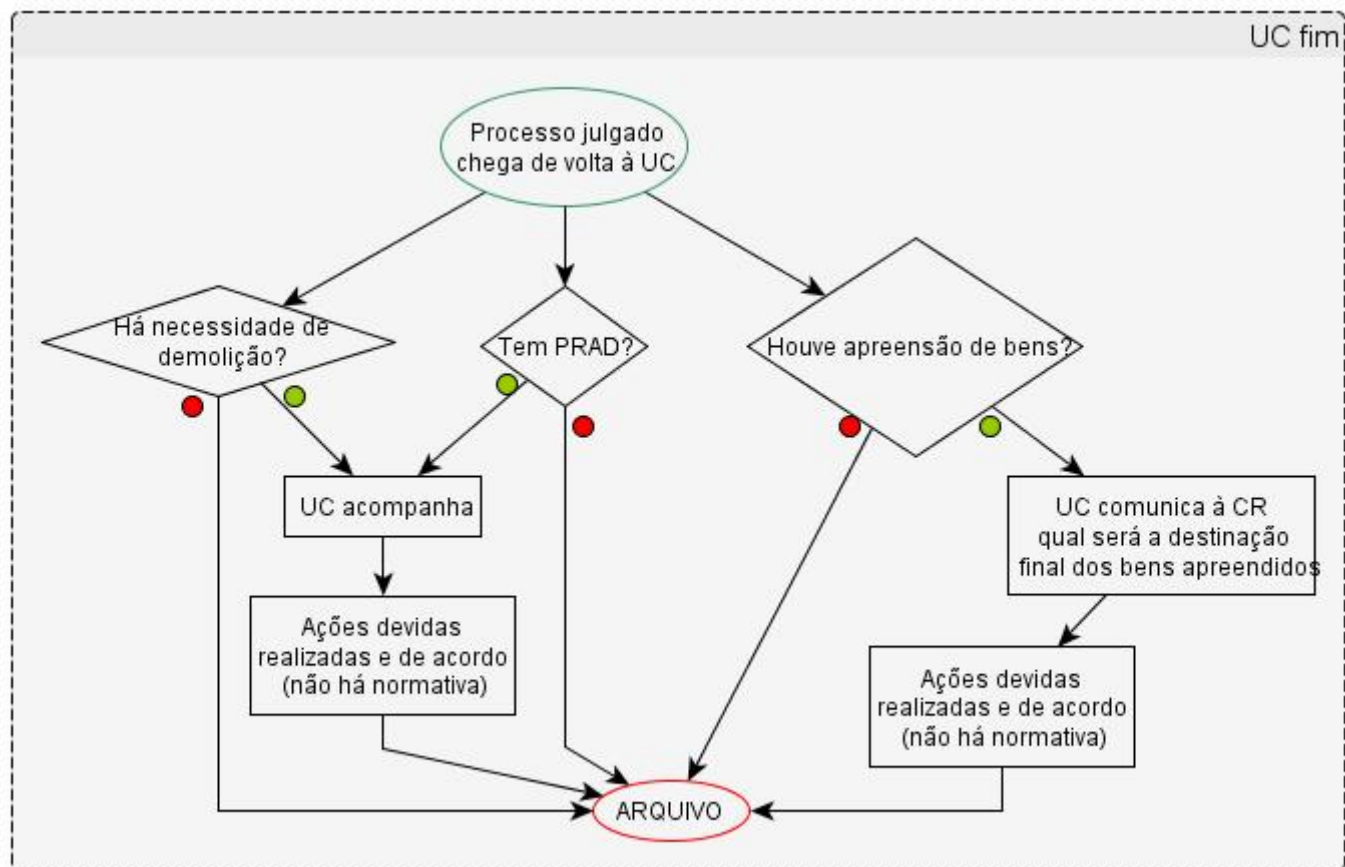 UC fim
Processo julgado
chega de volta à UC
Há necessidade de
demolição?
Tem PRAD?
Houve apreensão de bens?
UC acompanha
UC comunica à CR
qual será a destinação
final dos bens apreendidos
Ações devidas
realizadas e de acordo
(não há normativa)
Ações devidas
realizadas e de acordo
(não há normativa)
ARQUIVO